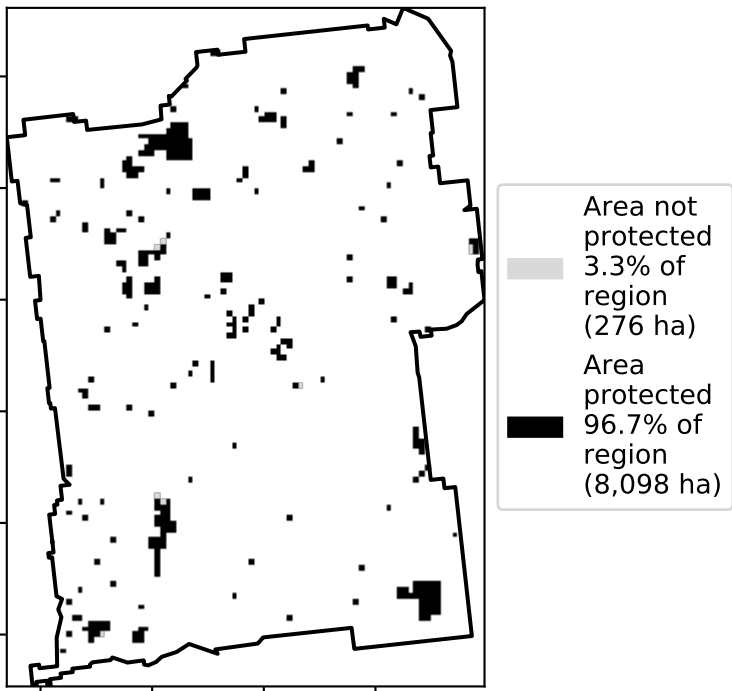 Area not
protected
3.3% of
region
(276 ha)
Area
protected
96.7% of
region
(8,098 ha)